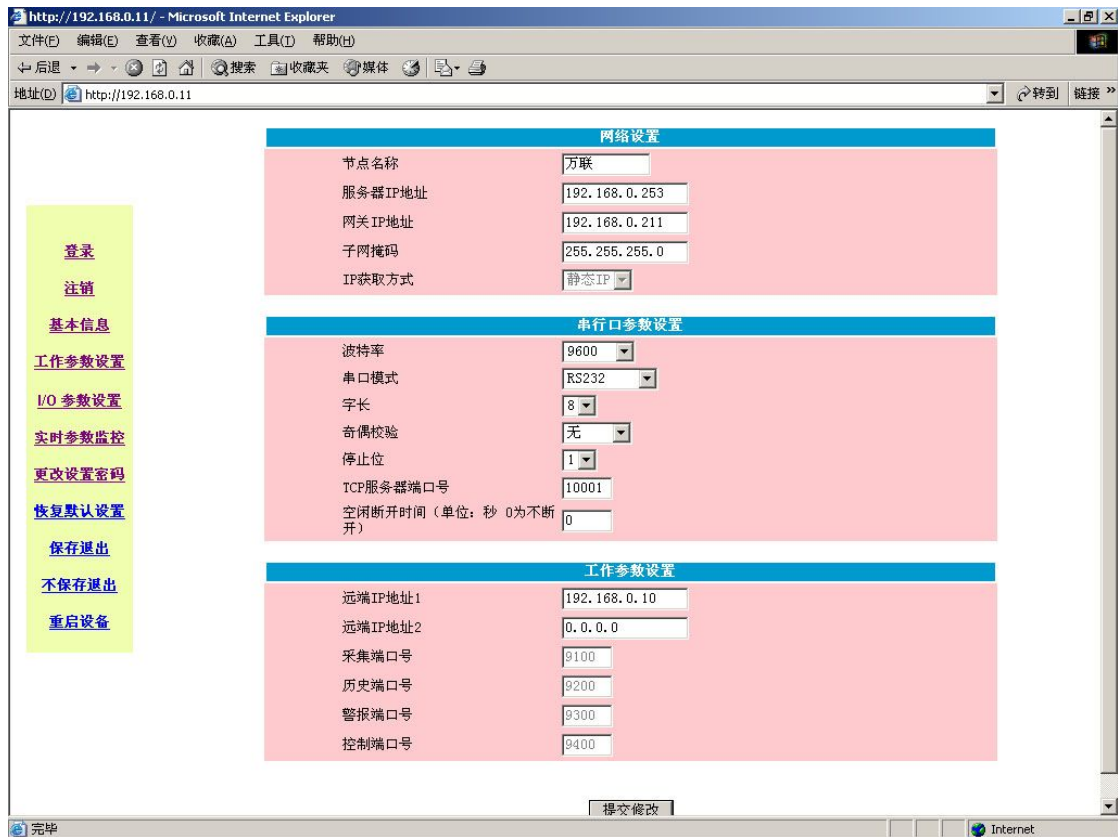 http://192.168.0.11/ - Microsoft Internet Explorer
文件(F) 编辑(E) 查看(V) 收藏(A) 工具(T) 帮助(H)
后退 搜索 收藏夹 媒体
地址(D) http://192.168.0.11 转到 链接 »
登录
注销
基本信息
工作参数设置
I/O 参数设置
实时参数监控
更改设置密码
恢复默认设置
保存退出
不保存退出
重启设备
网络设置
节点名称 万联
服务器IP地址 192.168.0.253
网关IP地址 192.168.0.211
子网掩码 255.255.255.0
IP获取方式 静态IP
串行口参数设置
波特率 9600
串口模式 RS232
字长 8
奇偶校验 无
停止位 1
TCP服务器端口号 10001
空闲断开时间（单位：秒 0为不断
开） 0
工作参数设置
远端IP地址1 192.168.0.10
远端IP地址2 0.0.0.0
采集端口号 9100
历史端口号 9200
警报端口号 9300
控制端口号 9400
提交修改
完毕 Internet